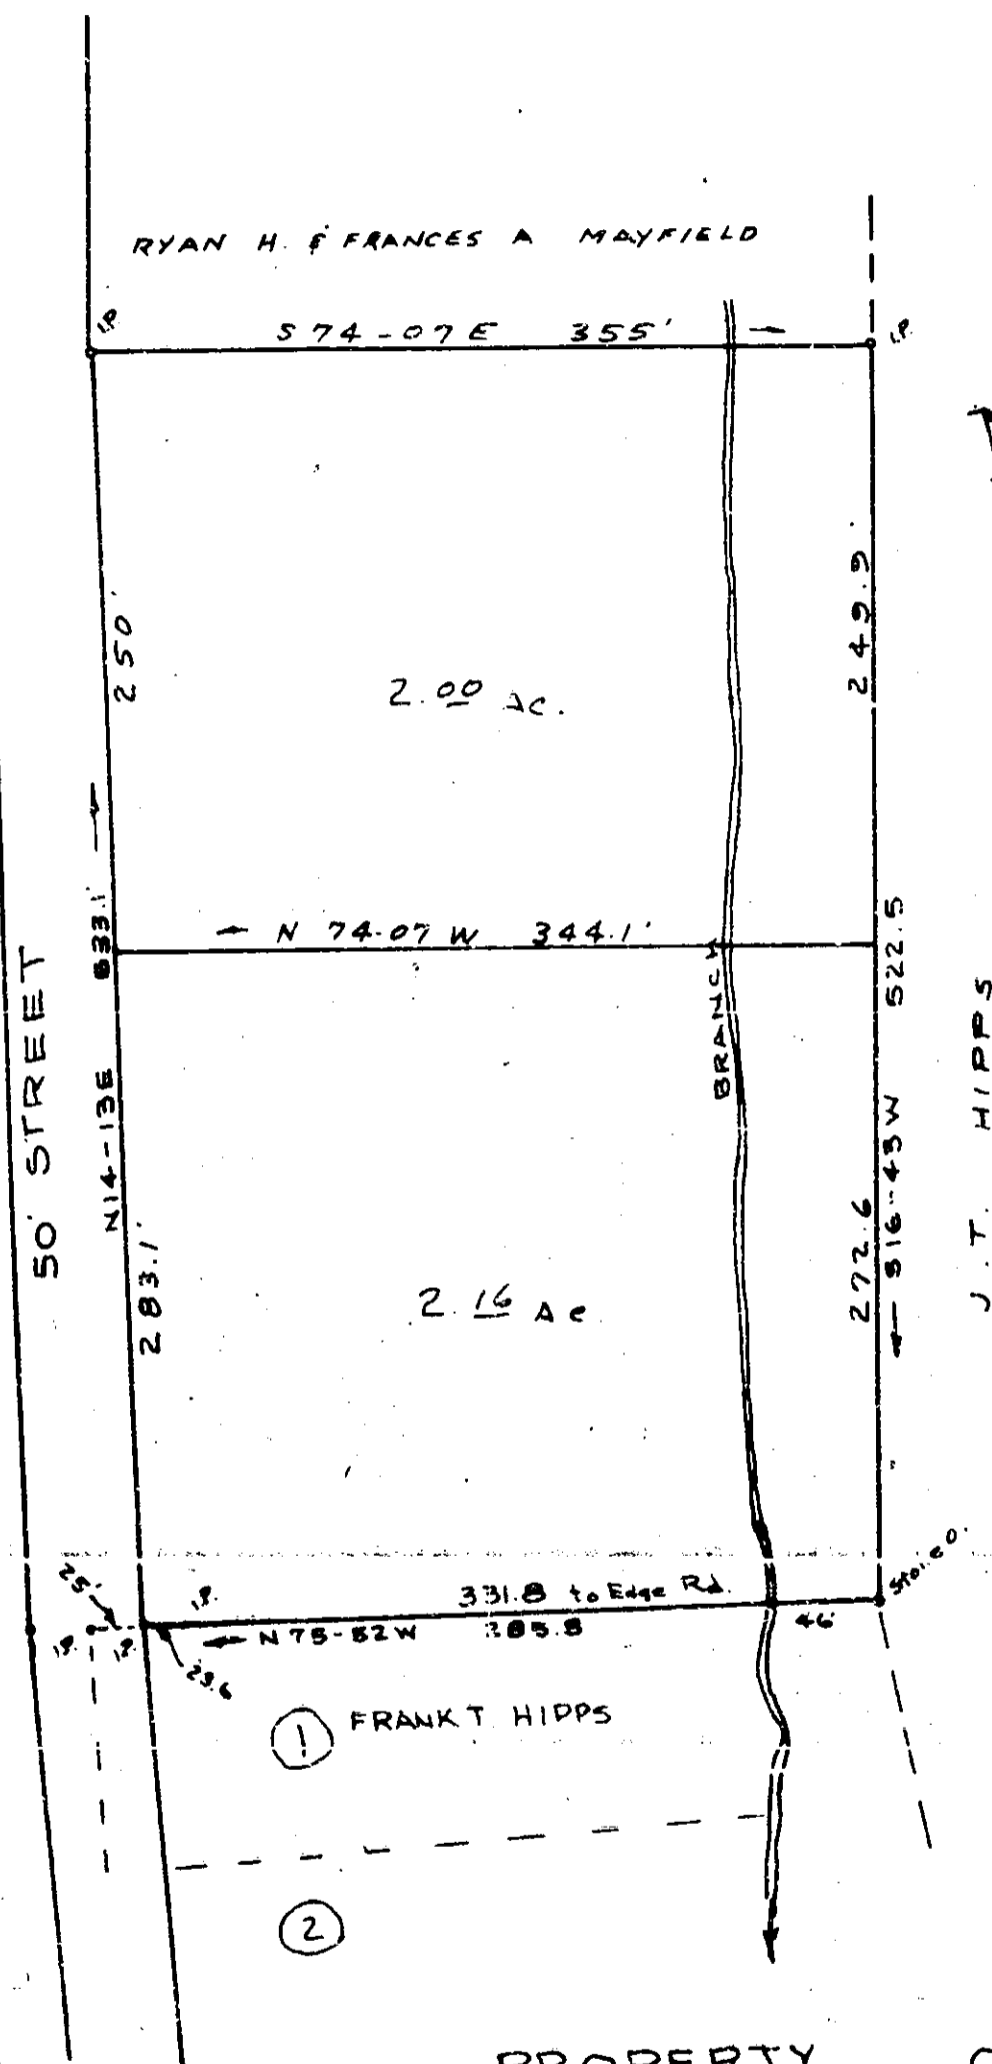 RYAN H. & FRANCES A MAYFIELD
I.P.
S 74-07 E 355'
I.P.
250'
249.9'
2.00 Ac.
N 74-07 W 344.1'
BRANCH
N14-13E 533.1'
50' STREET
522.5
S16-43W
J.T. HIPPS
283.1'
272.6
2.16 Ac
25'
I.P.
331.8 to Edge Rd.
Stone O.
I.P.
I.P.
N 75-52W 385.8
46'
23.6
1 FRANK T. HIPPS
2
PROPERTY